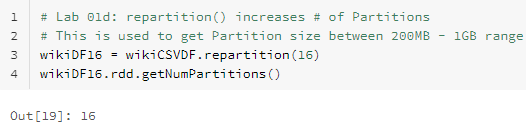 1 # Lab 01d: repartition() increases # of Partitions
2 # This is used to get Partition size between 200MB - 1GB range
3 wikiDF16 = wikiCSVDF.repartition(16)
4 wikiDF16.rdd.getNumPartitions()
Out[19]: 16